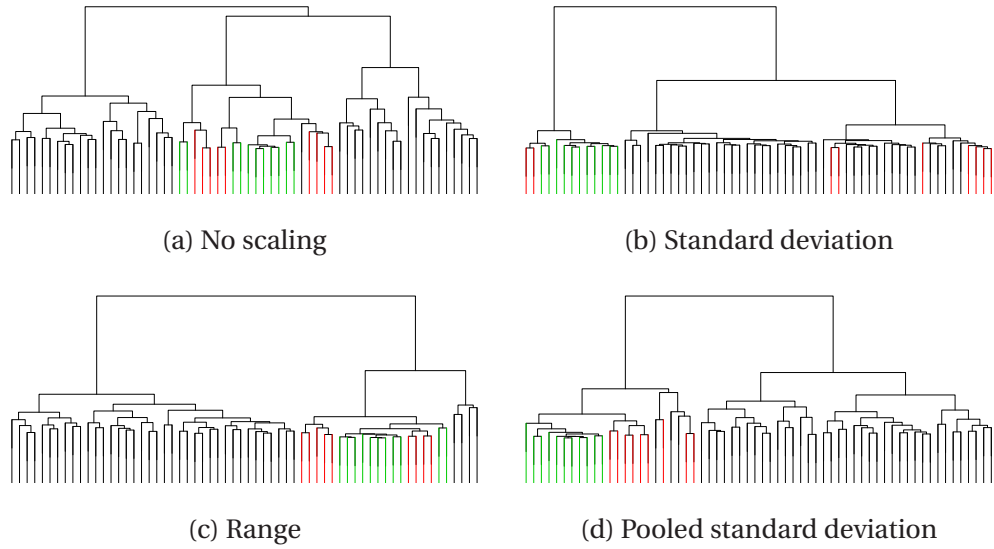 (a) No scaling
(b) Standard deviation
(c) Range
(d) Pooled standard deviation